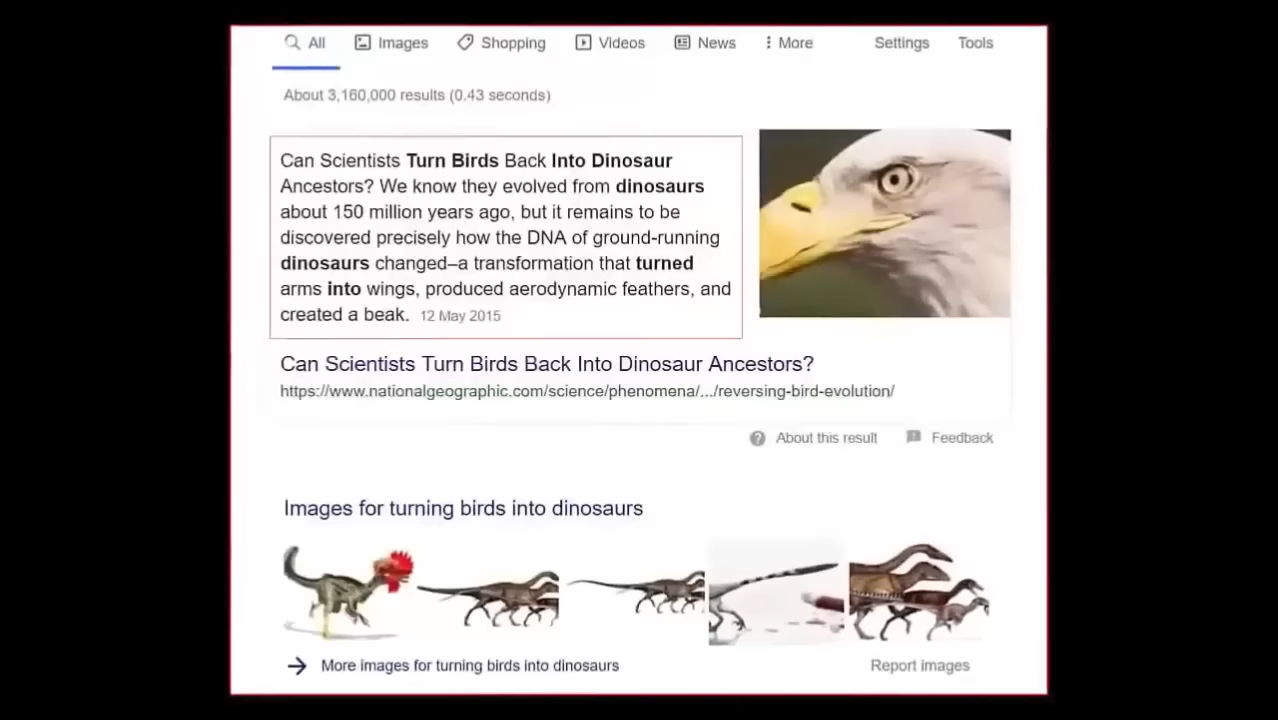 All Images Shopping Videos News More Settings Tools
About 3,160,000 results (0.43 seconds)
Can Scientists Turn Birds Back Into Dinosaur
Ancestors? We know they evolved from dinosaurs
about 150 million years ago, but it remains to be
discovered precisely how the DNA of ground-running
dinosaurs changed–a transformation that turned
arms into wings, produced aerodynamic feathers, and
created a beak. 12 May 2015
Can Scientists Turn Birds Back Into Dinosaur Ancestors?
https://www.nationalgeographic.com/science/phenomena/.../reversing-bird-evolution/
About this result Feedback
Images for turning birds into dinosaurs
More images for turning birds into dinosaurs Report images